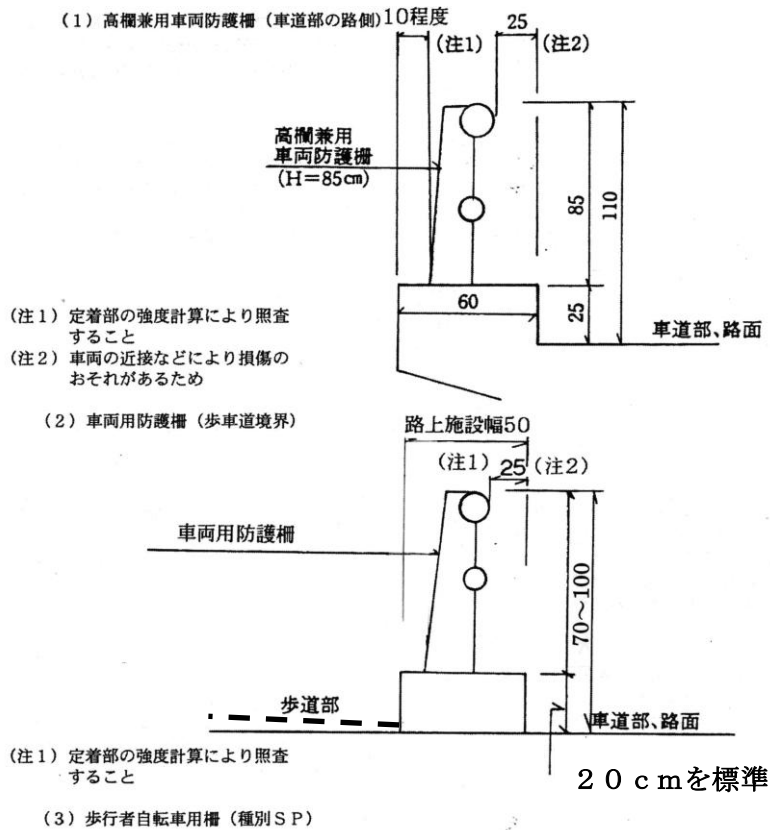 (1) 高欄兼用車両防護柵(車道部の路側)10程度
25
(注1)
(注2)
高欄兼用
車両防護柵
(H=85㎝)
85
110
60
25
車道部、路面
(注1) 定着部の強度計算により照査
すること
(注2) 車両の近接などにより損傷の
おそれがあるため
(2) 車両用防護柵(歩車道境界)
路上施設幅50
(注1)
25
(注2)
車両用防護柵
70〜100
歩道部
車道部、路面
(注1) 定着部の強度計算により照査
すること
20cmを標準
(3) 歩行者自転車用柵(種別SP)